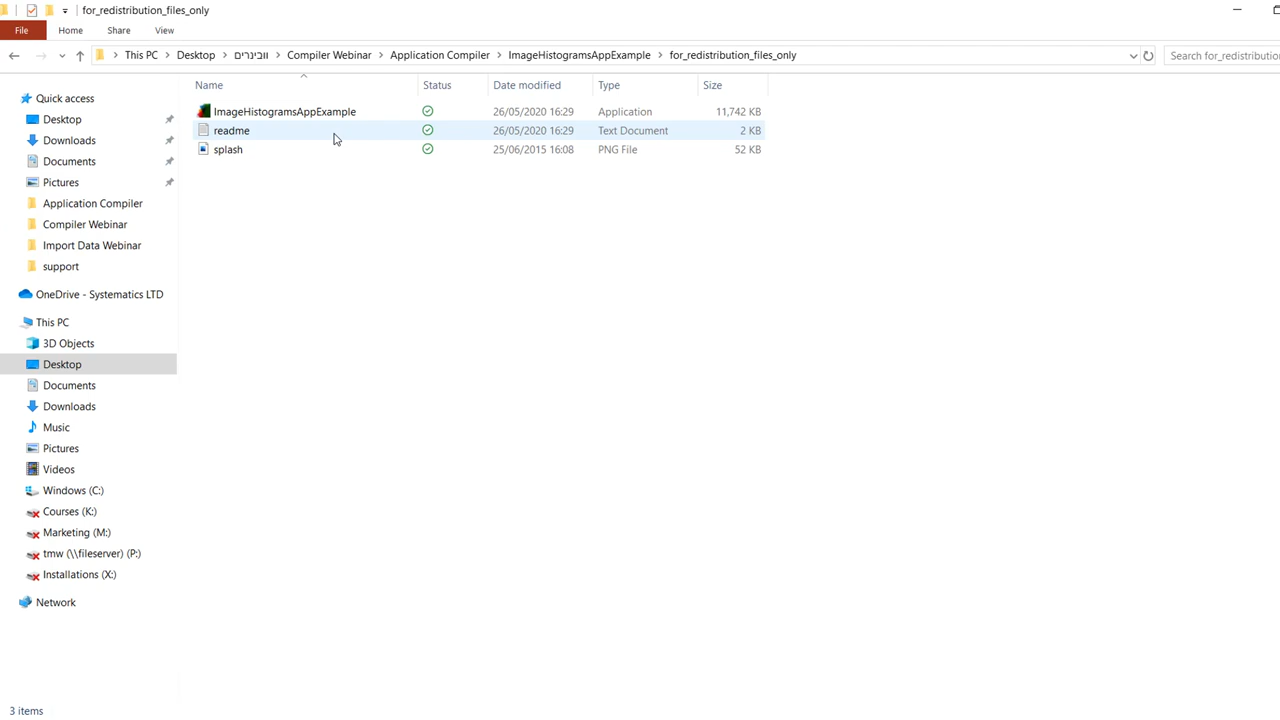 for_redistribution_files_only
File Home Share View
This PC Desktop וובינרים Compiler Webinar Application Compiler ImageHistogramsAppExample for_redistribution_files_only Search for_redistribution
Name Status Date modified Type Size
Quick access
Desktop
Downloads
Documents
Pictures
Application Compiler
Compiler Webinar
Import Data Webinar
support
OneDrive - Systematics LTD
This PC
3D Objects
Desktop
Documents
Downloads
Music
Pictures
Videos
Windows (C:)
Courses (K:)
Marketing (M:)
tmw (\\fileserver) (P:)
Installations (X:)
Network
ImageHistogramsAppExample 26/05/2020 16:29 Application 11,742 KB
readme 26/05/2020 16:29 Text Document 2 KB
splash 25/06/2015 16:08 PNG File 52 KB
3 items